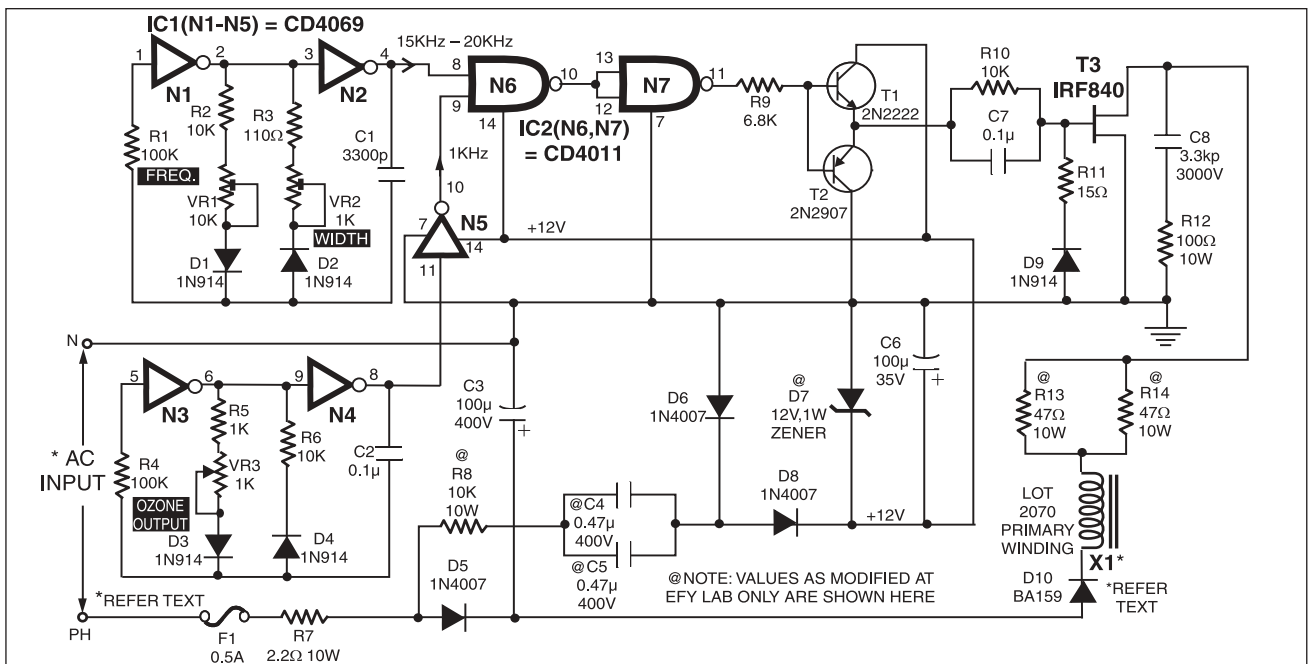 IC1(N1-N5) = CD4069
1
2
3
4
15KHz – 20KHz
8
9
14
N1
N2
N6
10
13
12
N7
11
7
IC2(N6,N7)
= CD4011
R1
100K
FREQ.
R2
10K
R3
110Ω
VR1
10K
VR2
1K
WIDTH
D1
1N914
D2
1N914
C1
3300p
1KHz
10
7
N5
14
11
+12V
R9
6.8K
T1
2N2222
T2
2N2907
R10
10K
C7
0.1µ
T3
IRF840
R11
15Ω
D9
1N914
C8
3.3kp
3000V
R12
100Ω
10W
N
* AC
INPUT
PH
5
6
9
8
N3
N4
R4
100K
R5
1K
VR3
1K
OZONE
OUTPUT
D3
1N914
R6
10K
D4
1N914
C2
0.1µ
C3
100µ
400V
+
@
R8
10K
10W
@C4
0.47µ
400V
@C5
0.47µ
400V
D6
1N4007
@
D7
12V,1W
ZENER
C6
100µ
35V
+
D8
1N4007
+12V
@
R13
47Ω
10W
@
R14
47Ω
10W
LOT
2070
PRIMARY
WINDING
X1*
D10
BA159
*REFER
TEXT
*REFER TEXT
F1
0.5A
R7
2.2Ω 10W
D5
1N4007
@NOTE: VALUES AS MODIFIED AT
EFY LAB ONLY ARE SHOWN HERE